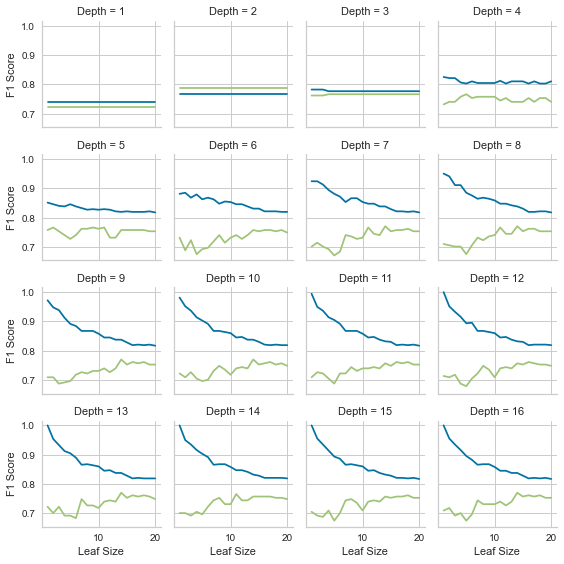 Depth = 1 Depth = 2 Depth = 3 Depth = 4
1.0
0.9
0.8
0.7
F1 Score
Depth = 5 Depth = 6 Depth = 7 Depth = 8
1.0
0.9
0.8
0.7
F1 Score
Depth = 9 Depth = 10 Depth = 11 Depth = 12
1.0
0.9
0.8
0.7
F1 Score
Depth = 13 Depth = 14 Depth = 15 Depth = 16
1.0
0.9
0.8
0.7
F1 Score
10 20 10 20 10 20 10 20
Leaf Size Leaf Size Leaf Size Leaf Size